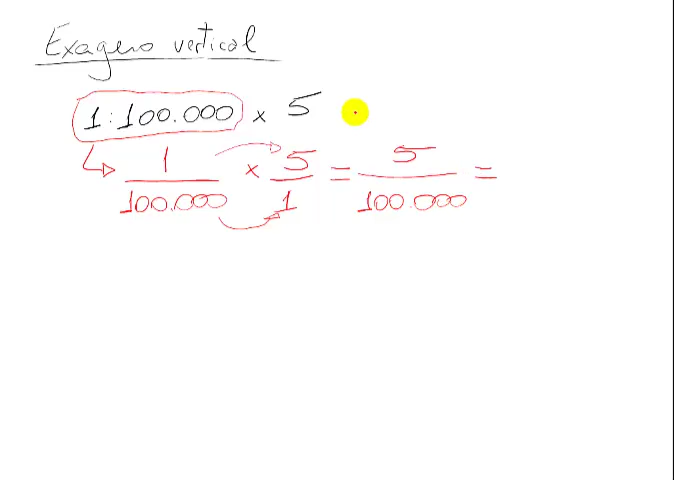 Exagero vertical
1:100.000 x 5
1/100.000 x 5/1 = 5/100.000 =